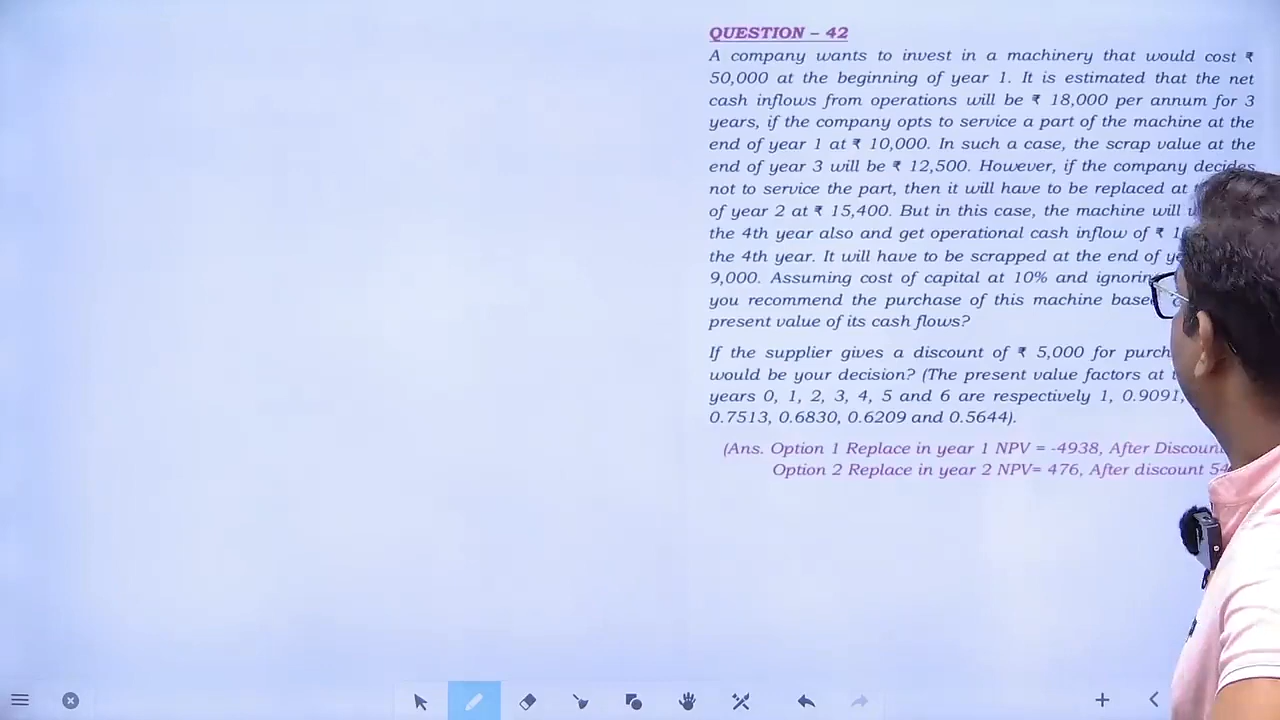 QUESTION – 42
A company wants to invest in a machinery that would cost ₹
50,000 at the beginning of year 1. It is estimated that the net
cash inflows from operations will be ₹ 18,000 per annum for 3
years, if the company opts to service a part of the machine at the
end of year 1 at ₹ 10,000. In such a case, the scrap value at the
end of year 3 will be ₹ 12,500. However, if the company decides
not to service the part, then it will have to be replaced at
of year 2 at ₹ 15,400. But in this case, the machine will
the 4th year also and get operational cash inflow of ₹
the 4th year. It will have to be scrapped at the end of
9,000. Assuming cost of capital at 10% and
you recommend the purchase of this machine
present value of its cash flows?
If the supplier gives a discount of ₹ 5,000 for
would be your decision? (The present value factors at
years 0, 1, 2, 3, 4, 5 and 6 are respectively 1, 0.9091,
0.7513, 0.6830, 0.6209 and 0.5644).
(Ans. Option 1 Replace in year 1 NPV = -4938, After
Option 2 Replace in year 2 NPV= 476, After discount